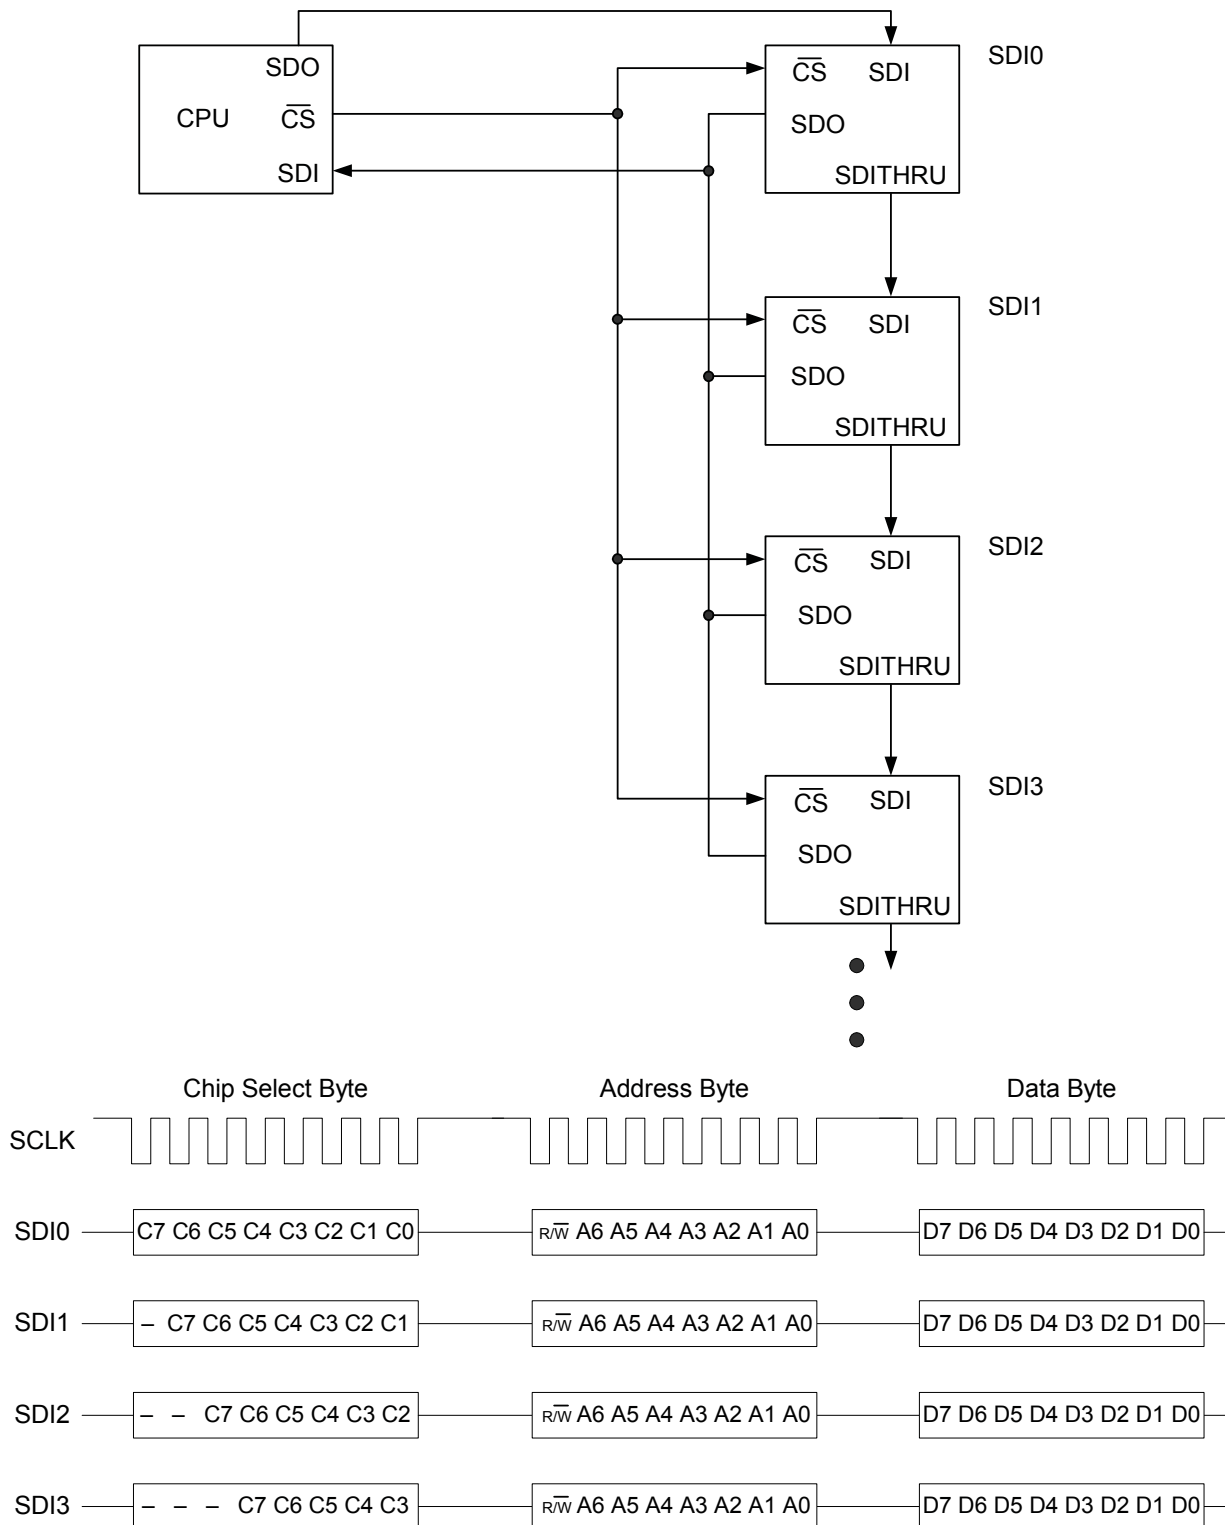 SDO
CPU
C̅S̅
SDI
C̅S̅ SDI
SDO
SDITHRU
SDI0
C̅S̅ SDI
SDO
SDITHRU
SDI1
C̅S̅ SDI
SDO
SDITHRU
SDI2
C̅S̅ SDI
SDO
SDITHRU
SDI3
Chip Select Byte Address Byte Data Byte
SCLK
SDI0 C7 C6 C5 C4 C3 C2 C1 C0 R/W̅ A6 A5 A4 A3 A2 A1 A0 D7 D6 D5 D4 D3 D2 D1 D0
SDI1 – C7 C6 C5 C4 C3 C2 C1 R/W̅ A6 A5 A4 A3 A2 A1 A0 D7 D6 D5 D4 D3 D2 D1 D0
SDI2 – – C7 C6 C5 C4 C3 C2 R/W̅ A6 A5 A4 A3 A2 A1 A0 D7 D6 D5 D4 D3 D2 D1 D0
SDI3 – – – C7 C6 C5 C4 C3 R/W̅ A6 A5 A4 A3 A2 A1 A0 D7 D6 D5 D4 D3 D2 D1 D0